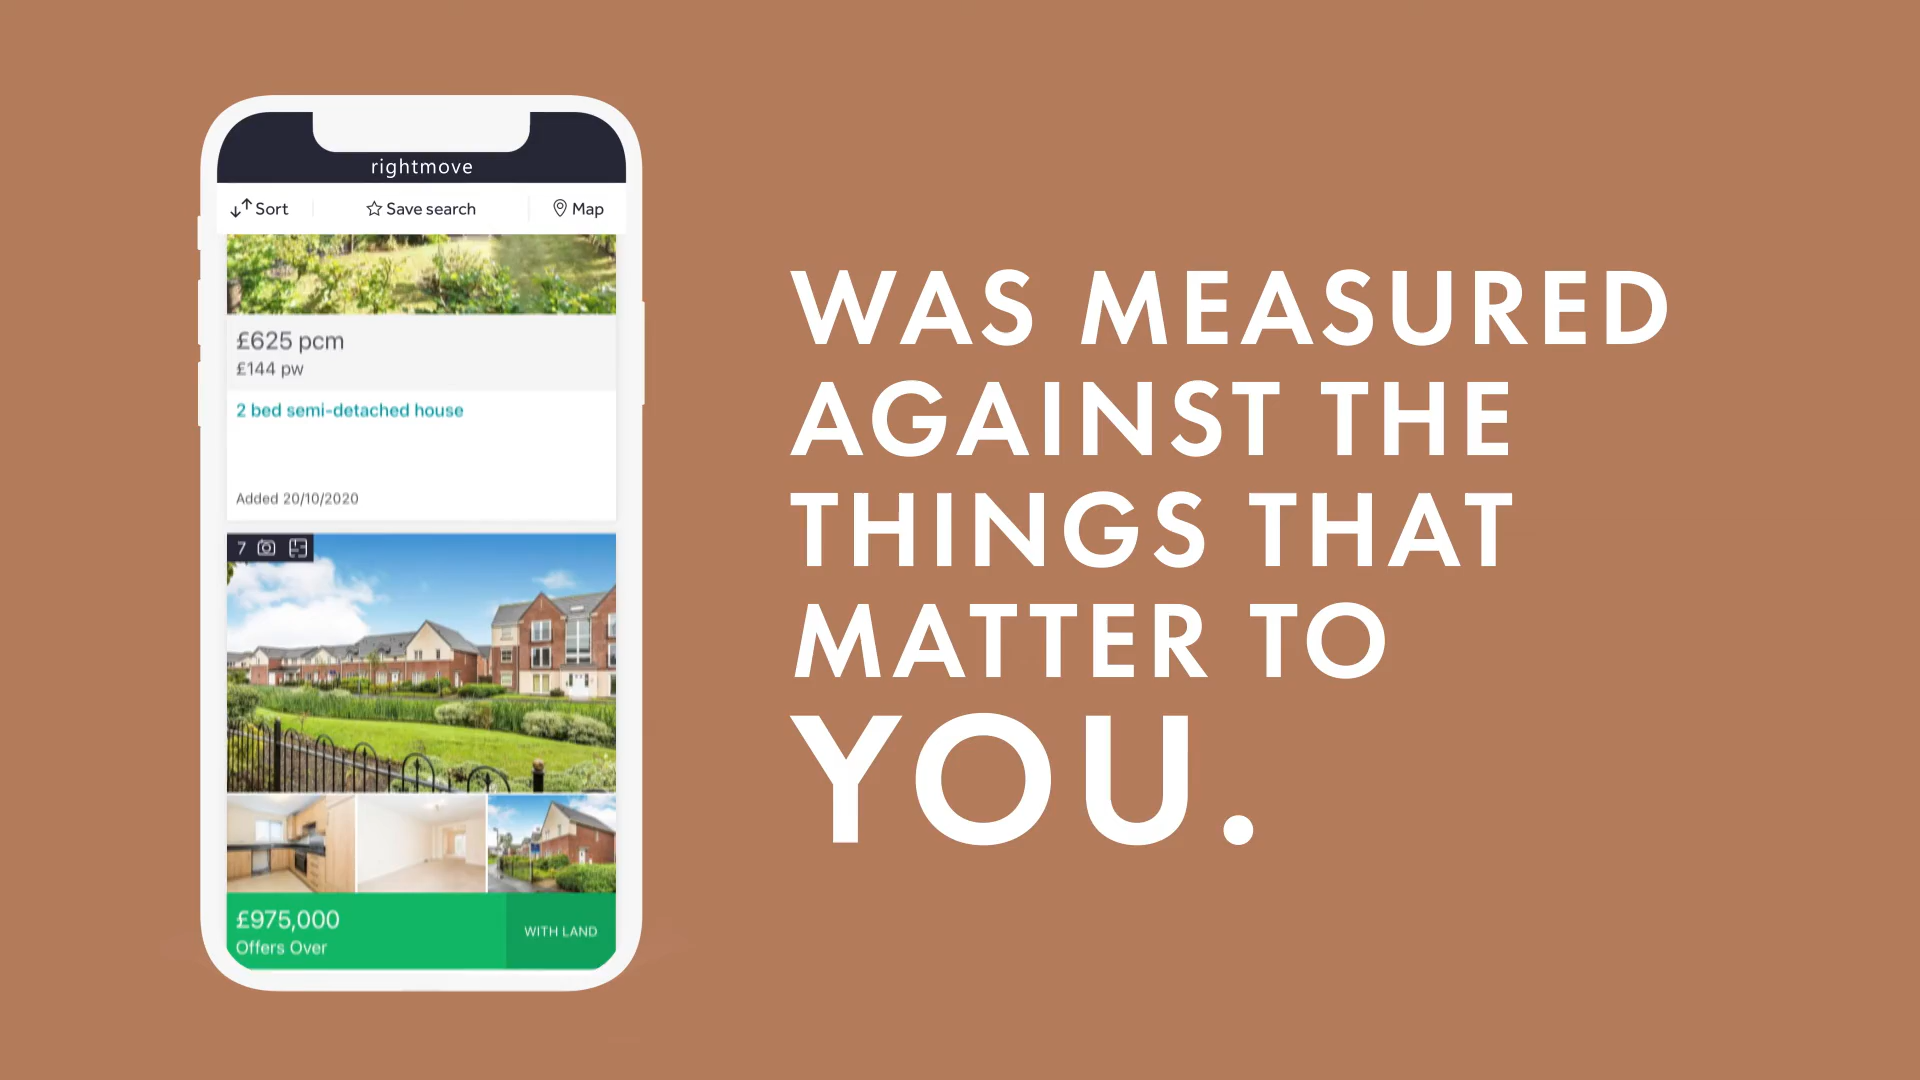 rightmove
Sort Save search Map
£625 pcm
£144 pw
2 bed semi-detached house
Added 20/10/2020
7
£975,000
Offers Over
WITH LAND
WAS MEASURED
AGAINST THE
THINGS THAT
MATTER TO
YOU.